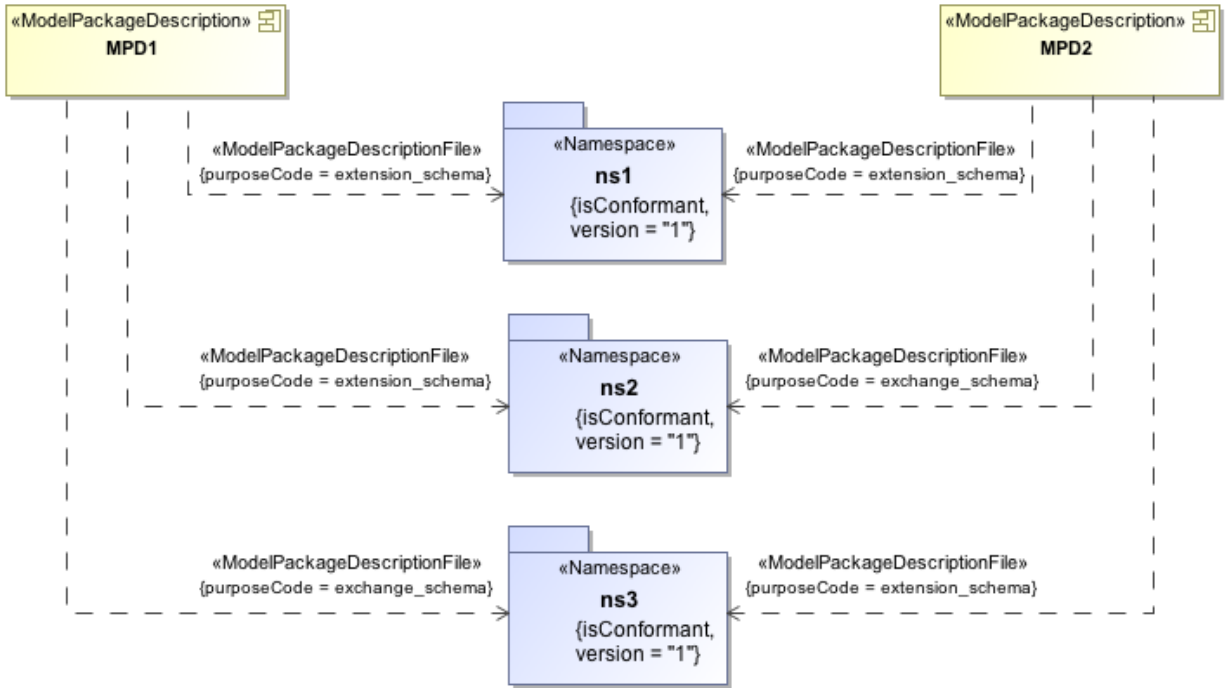 «ModelPackageDescription»
MPD1
«ModelPackageDescription»
MPD2
«ModelPackageDescriptionFile»
{purposeCode = extension_schema}
«Namespace»
ns1
{isConformant,
version = "1"}
«ModelPackageDescriptionFile»
{purposeCode = extension_schema}
«ModelPackageDescriptionFile»
{purposeCode = extension_schema}
«Namespace»
ns2
{isConformant,
version = "1"}
«ModelPackageDescriptionFile»
{purposeCode = exchange_schema}
«ModelPackageDescriptionFile»
{purposeCode = exchange_schema}
«Namespace»
ns3
{isConformant,
version = "1"}
«ModelPackageDescriptionFile»
{purposeCode = extension_schema}